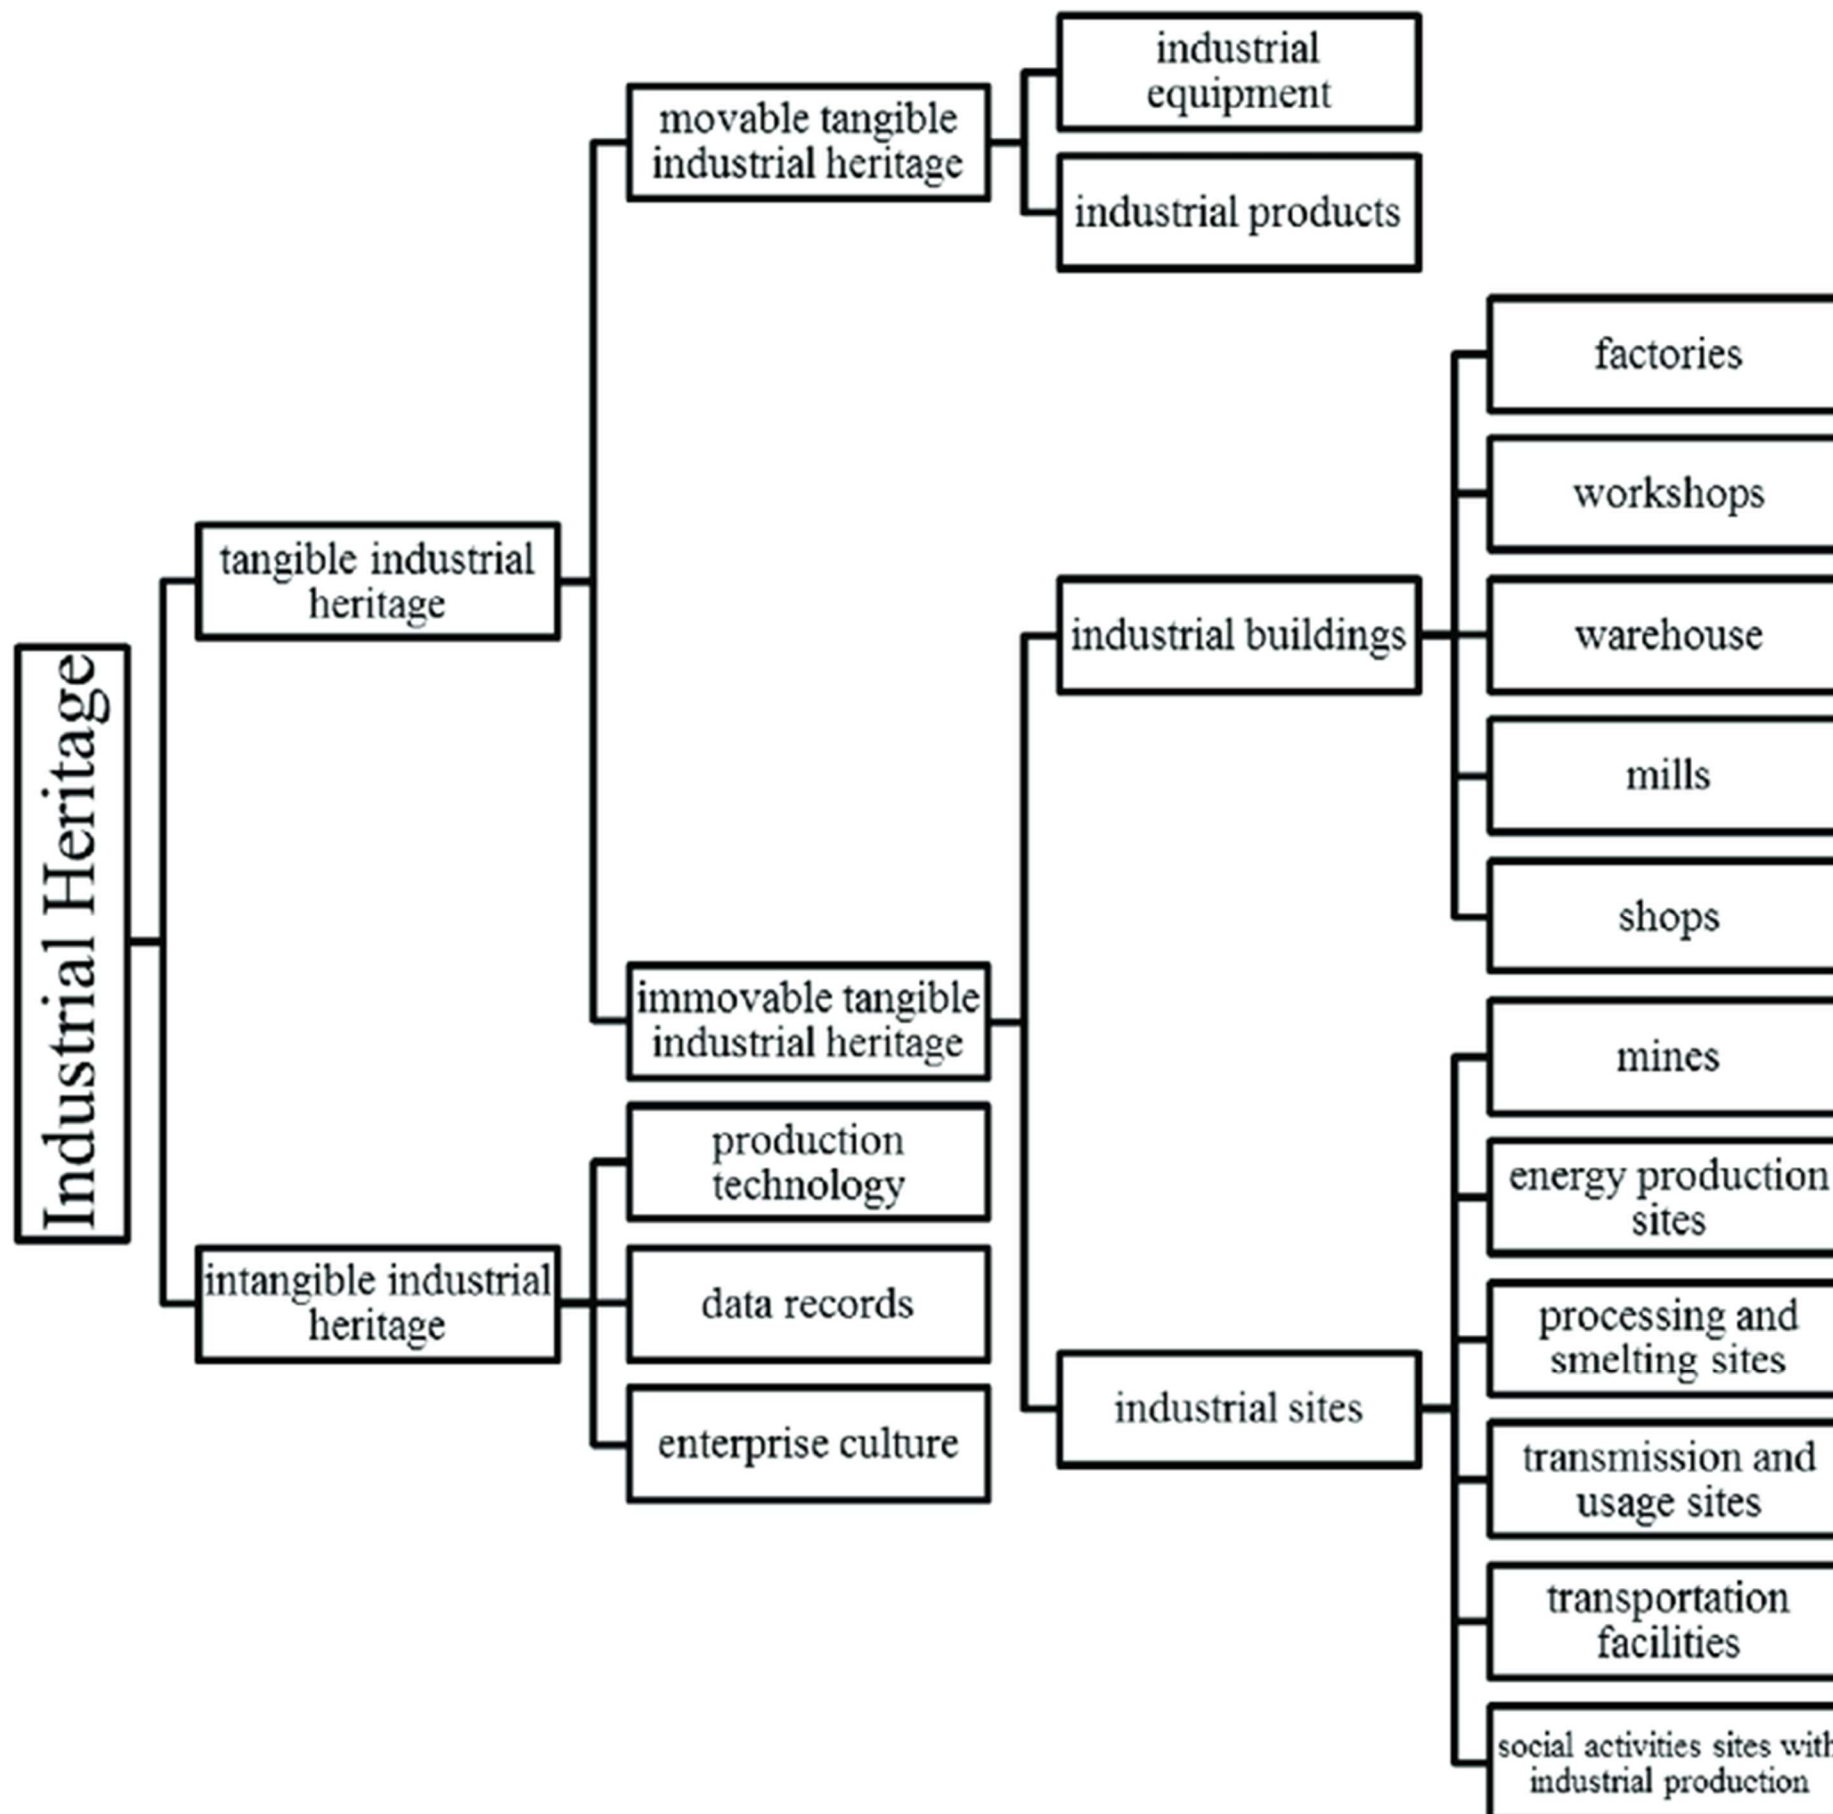 Industrial Heritage
tangible industrial
heritage
intangible industrial
heritage
movable tangible
industrial heritage
immovable tangible
industrial heritage
production
technology
data records
enterprise culture
industrial
equipment
industrial products
industrial buildings
industrial sites
factories
workshops
warehouse
mills
shops
mines
energy production
sites
processing and
smelting sites
transmission and
usage sites
transportation
facilities
social activities sites with
industrial production